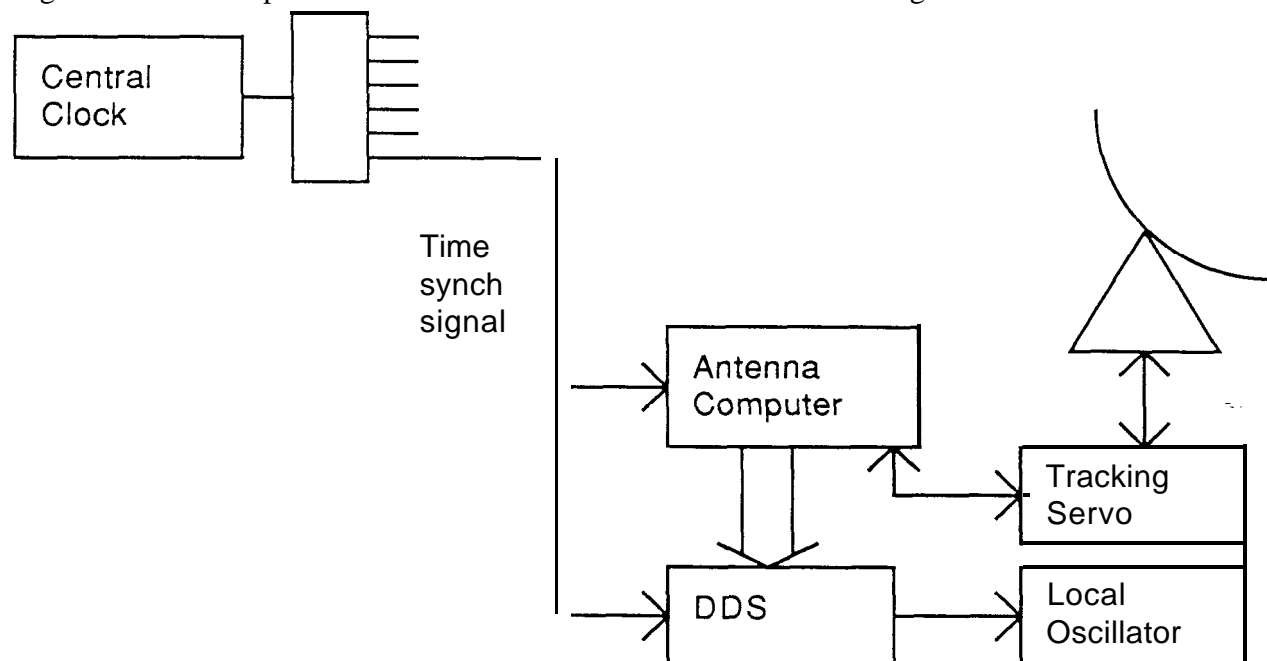 Central
Clock
Time
synch
signal
Antenna
Computer
Tracking
Servo
DDS
Local
Oscillator